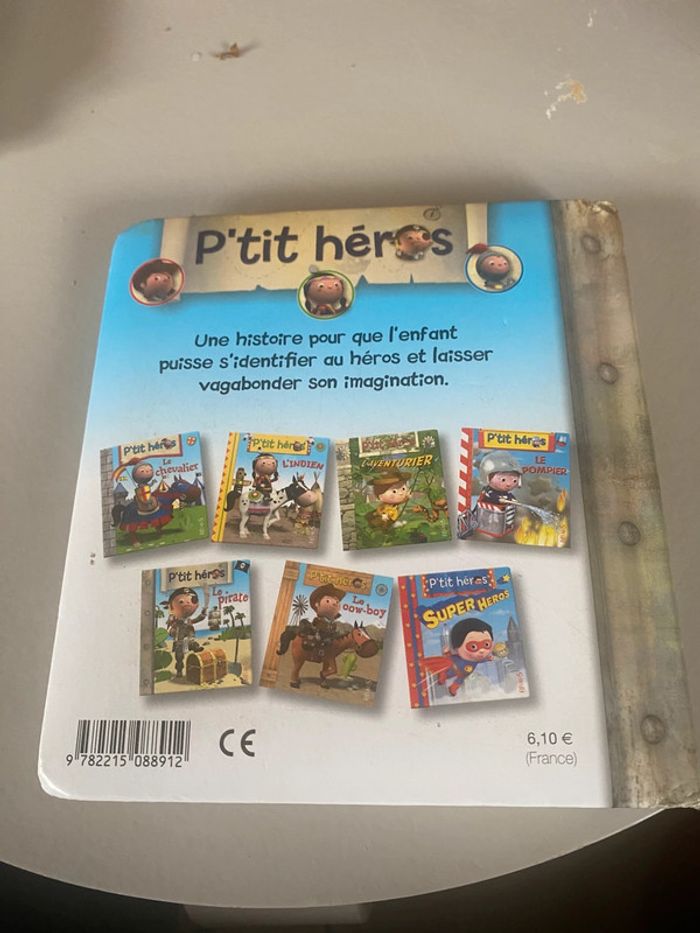 P'tit héros
Une histoire pour que l'enfant
puisse s'identifier au héros et laisser
vagabonder son imagination.
P'tit héros
Le
chevalier
P'tit héros
L'INDIEN
P'tit héros
L'AVENTURIER
P'tit héros
LE
POMPIER
P'tit héros
Le
pirate
P'tit héros
Le
cow-boy
P'tit héros
SUPER HEROS
9 782215 088912
CE
6,10 €
(France)